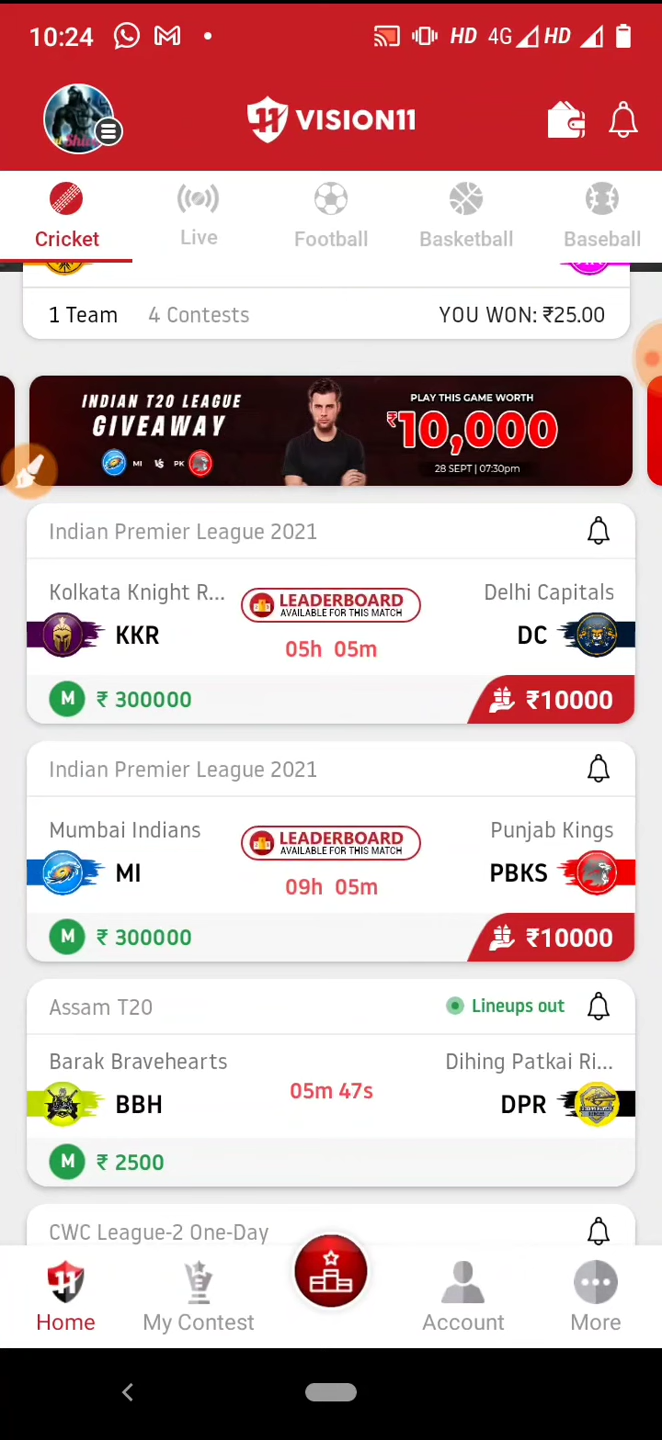 10:24 HD 4G HD
VISION11
Cricket Live Football Basketball Baseball
1 Team 4 Contests YOU WON: ₹25.00
INDIAN T20 LEAGUE
GIVEAWAY
MI VS PK
PLAY THIS GAME WORTH
₹10,000
28 SEPT | 07:30pm
Indian Premier League 2021
Kolkata Knight R... LEADERBOARD Delhi Capitals
AVAILABLE FOR THIS MATCH
KKR 05h 05m DC
M ₹ 300000 ₹10000
Indian Premier League 2021
Mumbai Indians LEADERBOARD Punjab Kings
AVAILABLE FOR THIS MATCH
MI 09h 05m PBKS
M ₹ 300000 ₹10000
Assam T20 Lineups out
Barak Bravehearts Dihing Patkai Ri...
BBH 05m 47s DPR
M ₹ 2500
CWC League-2 One-Day
Home My Contest Account More